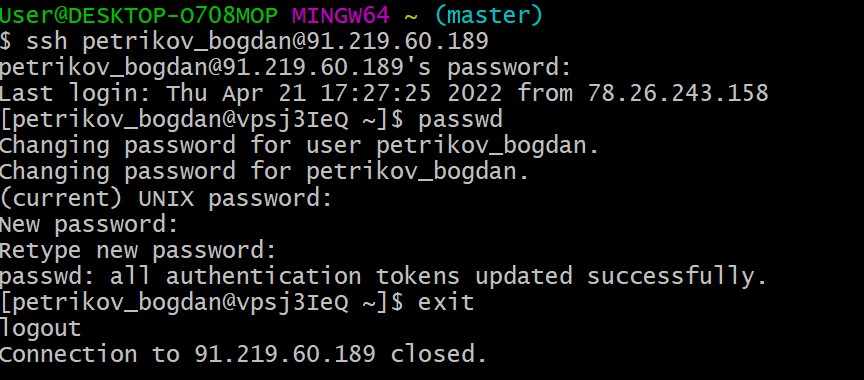 User@DESKTOP-O708MOP MINGW64 ~ (master)
$ ssh petrikov_bogdan@91.219.60.189
petrikov_bogdan@91.219.60.189's password:
Last login: Thu Apr 21 17:27:25 2022 from 78.26.243.158
[petrikov_bogdan@vpsj3IeQ ~]$ passwd
Changing password for user petrikov_bogdan.
Changing password for petrikov_bogdan.
(current) UNIX password:
New password:
Retype new password:
passwd: all authentication tokens updated successfully.
[petrikov_bogdan@vpsj3IeQ ~]$ exit
logout
Connection to 91.219.60.189 closed.